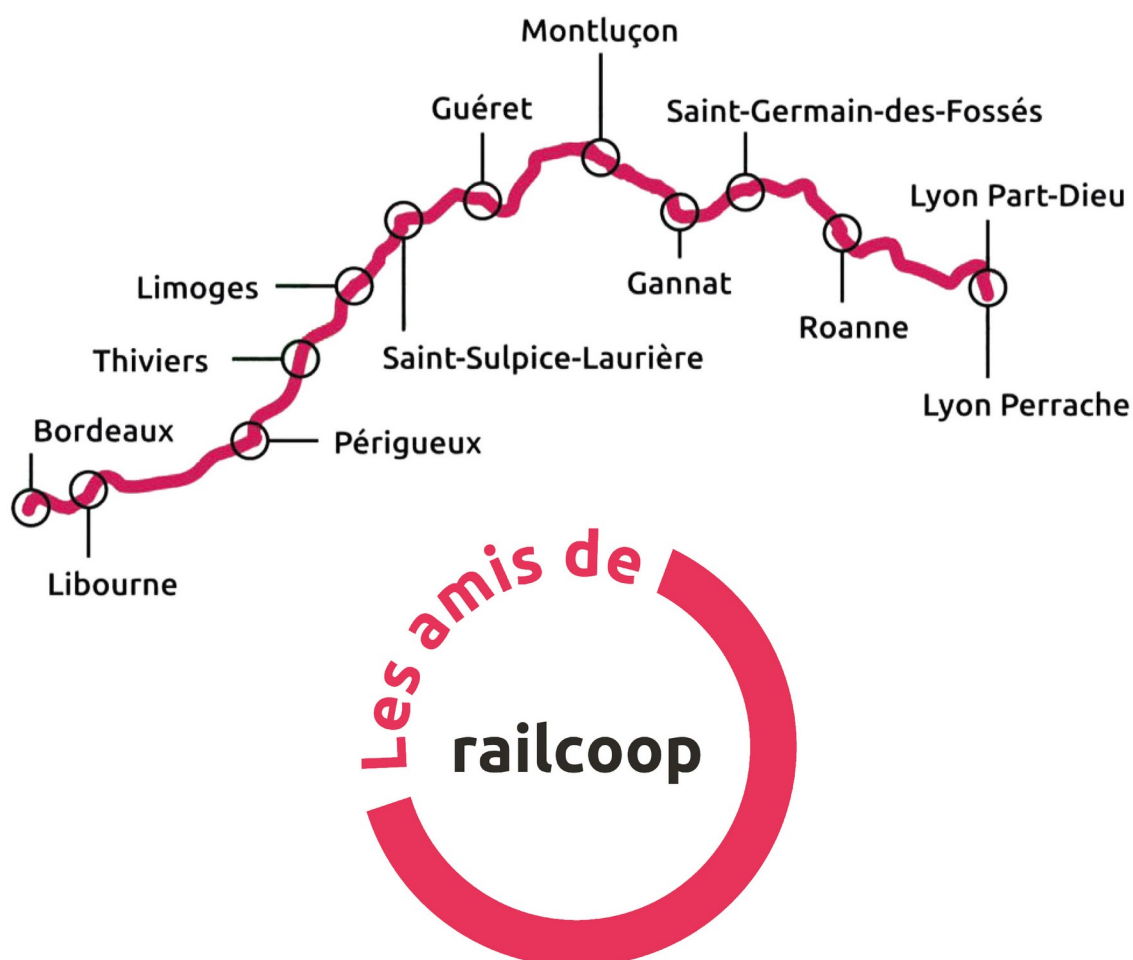 Montluçon
Guéret
Saint-Germain-des-Fossés
Lyon Part-Dieu
Limoges
Gannat
Roanne
Thiviers
Saint-Sulpice-Laurière
Lyon Perrache
Bordeaux
Périgueux
Libourne
Les amis de
railcoop